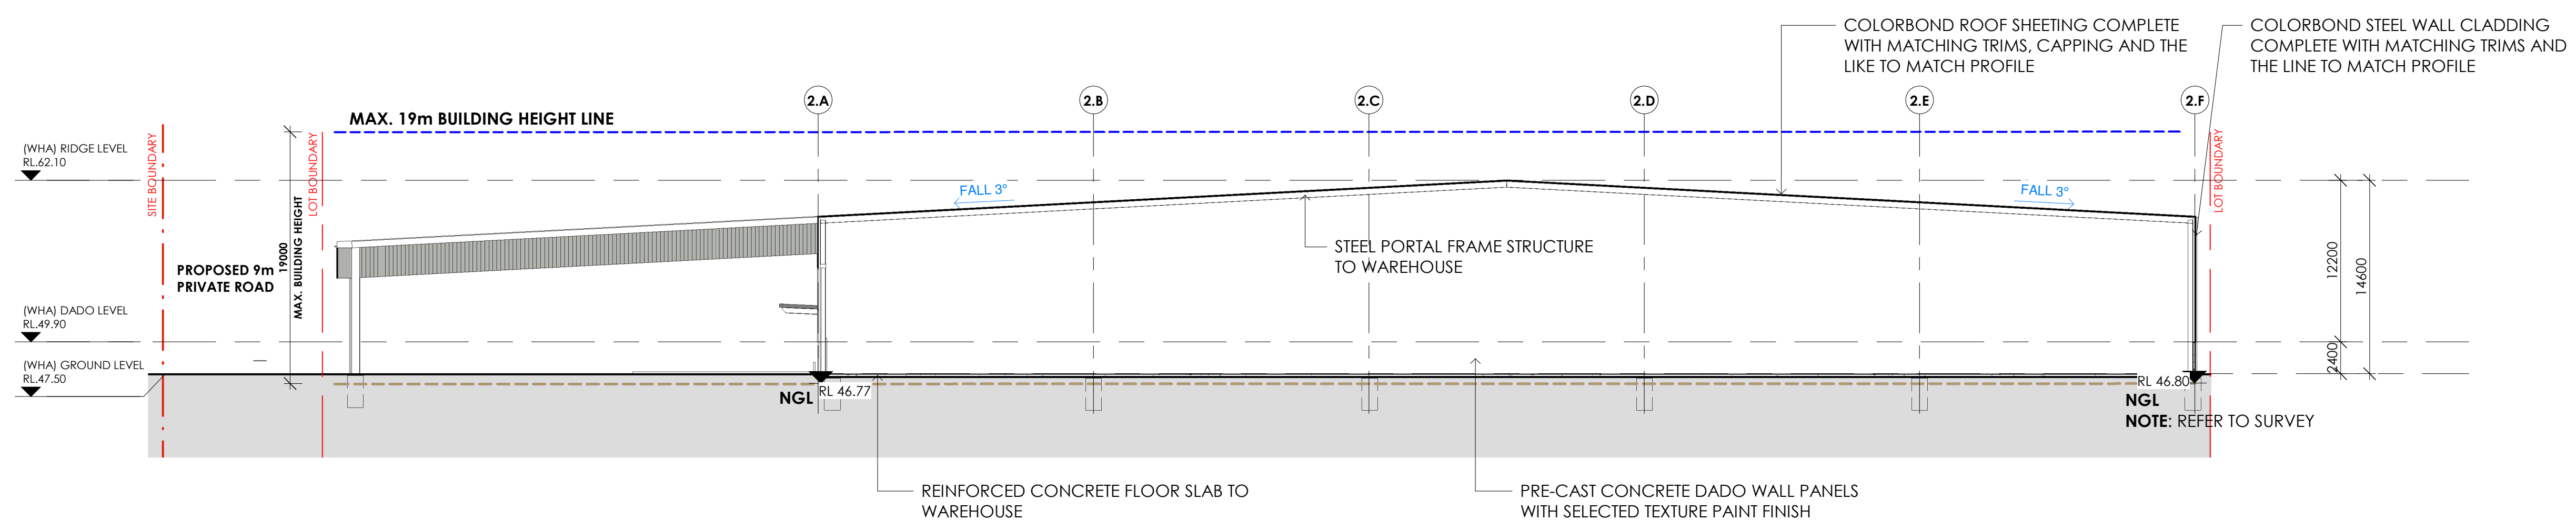 COLORBOND ROOF SHEETING COMPLETE
WITH MATCHING TRIMS, CAPPING AND THE
LIKE TO MATCH PROFILE
COLORBOND STEEL WALL CLADDING
COMPLETE WITH MATCHING TRIMS AND
THE LINE TO MATCH PROFILE
2.A
2.B
2.C
2.D
2.E
2.F
MAX. 19m BUILDING HEIGHT LINE
(WHA) RIDGE LEVEL
RL.62.10
SITE BOUNDARY
LOT BOUNDARY
LOT BOUNDARY
FALL 3°
FALL 3°
19000
MAX. BUILDING HEIGHT
STEEL PORTAL FRAME STRUCTURE
TO WAREHOUSE
PROPOSED 9m
PRIVATE ROAD
12200
14600
(WHA) DADO LEVEL
RL.49.90
2400
(WHA) GROUND LEVEL
RL.47.50
NGL
RL 46.77
RL 46.80
NGL
NOTE: REFER TO SURVEY
REINFORCED CONCRETE FLOOR SLAB TO
WAREHOUSE
PRE-CAST CONCRETE DADO WALL PANELS
WITH SELECTED TEXTURE PAINT FINISH